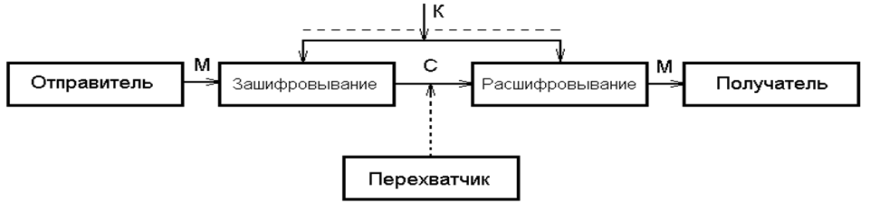 К
М
С
М
Отправитель
Зашифровывание
Расшифровывание
Получатель
Перехватчик